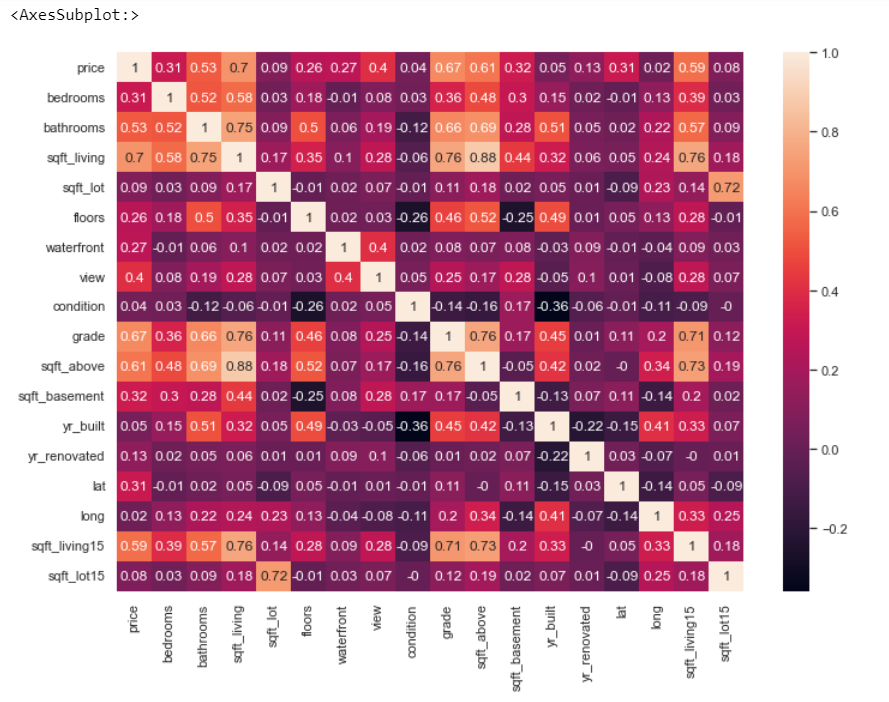 <AxesSubplot:>
price 1 0.31 0.53 0.7 0.09 0.26 0.27 0.4 0.04 0.67 0.61 0.32 0.05 0.13 0.31 0.02 0.59 0.08
bedrooms 0.31 1 0.52 0.58 0.03 0.18 -0.01 0.08 0.03 0.36 0.48 0.3 0.15 0.02 -0.01 0.13 0.39 0.03
bathrooms 0.53 0.52 1 0.75 0.09 0.5 0.06 0.19 -0.12 0.66 0.69 0.28 0.51 0.05 0.02 0.22 0.57 0.09
sqft_living 0.7 0.58 0.75 1 0.17 0.35 0.1 0.28 -0.06 0.76 0.88 0.44 0.32 0.06 0.05 0.24 0.76 0.18
sqft_lot 0.09 0.03 0.09 0.17 1 -0.01 0.02 0.07 -0.01 0.11 0.18 0.02 0.05 0.01 -0.09 0.23 0.14 0.72
floors 0.26 0.18 0.5 0.35 -0.01 1 0.02 0.03 -0.26 0.46 0.52 -0.25 0.49 0.01 0.05 0.13 0.28 -0.01
waterfront 0.27 -0.01 0.06 0.1 0.02 0.02 1 0.4 0.02 0.08 0.07 0.08 -0.03 0.09 -0.01 -0.04 0.09 0.03
view 0.4 0.08 0.19 0.28 0.07 0.03 0.4 1 0.05 0.25 0.17 0.28 -0.05 0.1 0.01 -0.08 0.28 0.07
condition 0.04 0.03 -0.12 -0.06 -0.01 -0.26 0.02 0.05 1 -0.14 -0.16 0.17 -0.36 -0.06 -0.01 -0.11 -0.09 -0
grade 0.67 0.36 0.66 0.76 0.11 0.46 0.08 0.25 -0.14 1 0.76 0.17 0.45 0.01 0.11 0.2 0.71 0.12
sqft_above 0.61 0.48 0.69 0.88 0.18 0.52 0.07 0.17 -0.16 0.76 1 -0.05 0.42 0.02 -0 0.34 0.73 0.19
sqft_basement 0.32 0.3 0.28 0.44 0.02 -0.25 0.08 0.28 0.17 0.17 -0.05 1 -0.13 0.07 0.11 -0.14 0.2 0.02
yr_built 0.05 0.15 0.51 0.32 0.05 0.49 -0.03 -0.05 -0.36 0.45 0.42 -0.13 1 -0.22 -0.15 0.41 0.33 0.07
yr_renovated 0.13 0.02 0.05 0.06 0.01 0.01 0.09 0.1 -0.06 0.01 0.02 0.07 -0.22 1 0.03 -0.07 -0 0.01
lat 0.31 -0.01 0.02 0.05 -0.09 0.05 -0.01 0.01 -0.01 0.11 -0 0.11 -0.15 0.03 1 -0.14 0.05 -0.09
long 0.02 0.13 0.22 0.24 0.23 0.13 -0.04 -0.08 -0.11 0.2 0.34 -0.14 0.41 -0.07 -0.14 1 0.33 0.25
sqft_living15 0.59 0.39 0.57 0.76 0.14 0.28 0.09 0.28 -0.09 0.71 0.73 0.2 0.33 -0 0.05 0.33 1 0.18
sqft_lot15 0.08 0.03 0.09 0.18 0.72 -0.01 0.03 0.07 -0 0.12 0.19 0.02 0.07 0.01 -0.09 0.25 0.18 1
price
bedrooms
bathrooms
sqft_living
sqft_lot
floors
waterfront
view
condition
grade
sqft_above
sqft_basement
yr_built
yr_renovated
lat
long
sqft_living15
sqft_lot15
1.0
0.8
0.6
0.4
0.2
0.0
−0.2